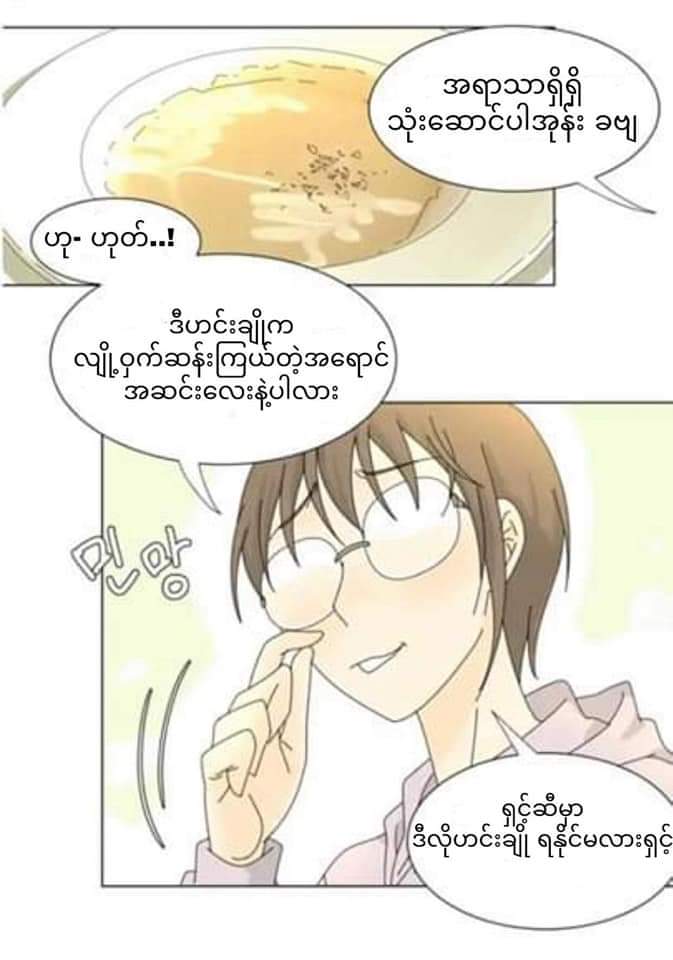 အရာသာရှိရှိ
သုံးဆောင်ပါအုန်း ခဗျ
ဟု- ဟုတ်..!
ဒီဟင်းချိုက
လျှို့ဝှက်ဆန်းကြယ်တဲ့အရောင်
အဆင်းလေးနဲ့ပါလား
민망
ရှင့်ဆီမှာ
ဒီလိုဟင်းချို ရနိုင်မလားရှင့်